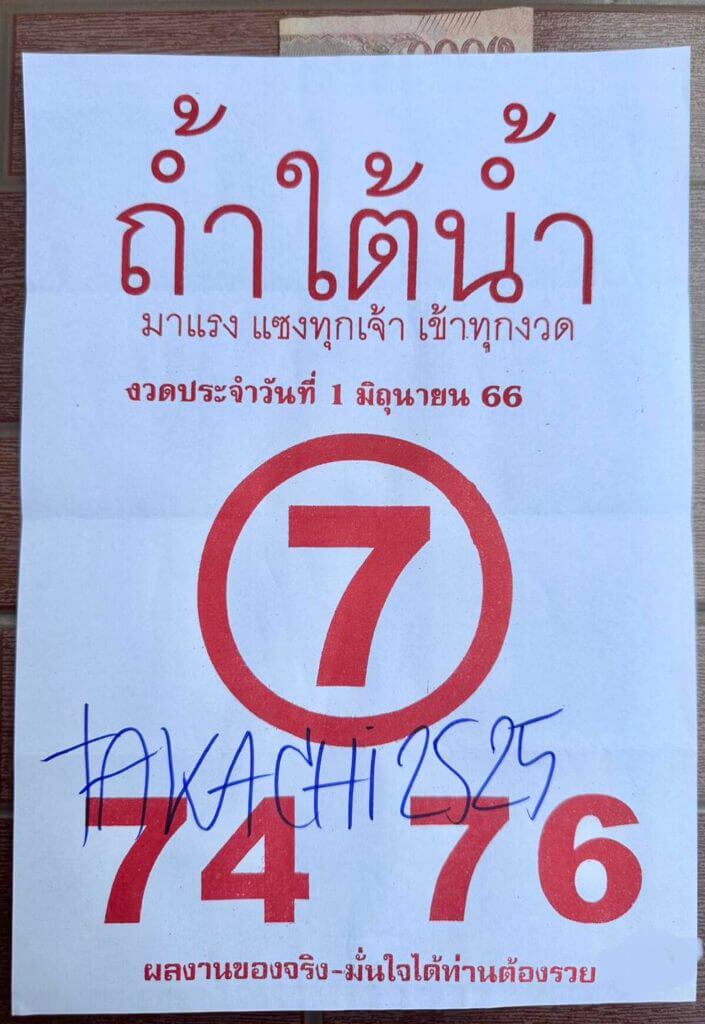 ถ้ำใต้น้ำ
มาแรง แซงทุกเจ้า เข้าทุกงวด
งวดประจำวันที่ 1 มิถุนายน 66
7
TAKACHi2525
74 76
ผลงานของจริง-มั่นใจได้ท่านต้องรวย